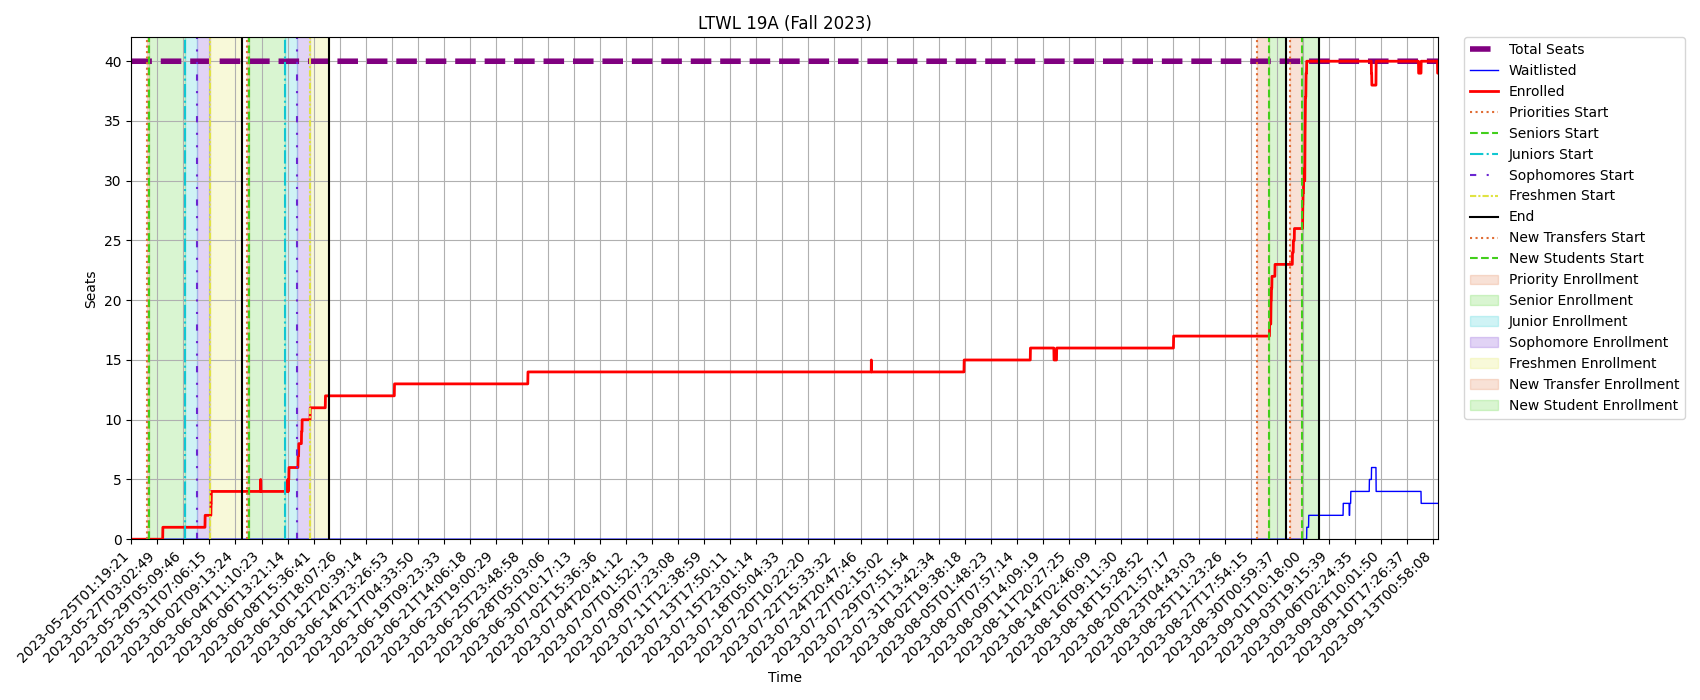 LTWL 19A (Fall 2023)
Seats
40
35
30
25
20
15
10
5
0
2023-05-25T01:19:21
2023-05-27T03:02:49
2023-05-29T05:09:46
2023-05-31T07:06:15
2023-06-02T09:13:24
2023-06-04T11:10:23
2023-06-06T13:21:14
2023-06-08T15:36:41
2023-06-10T18:07:26
2023-06-12T20:39:14
2023-06-14T23:26:53
2023-06-17T04:33:50
2023-06-19T09:23:33
2023-06-21T14:06:18
2023-06-23T19:00:29
2023-06-25T23:48:58
2023-06-28T05:03:06
2023-06-30T10:17:13
2023-07-02T15:36:36
2023-07-04T20:41:12
2023-07-07T01:52:13
2023-07-09T07:23:08
2023-07-11T12:38:59
2023-07-13T17:50:11
2023-07-15T23:01:14
2023-07-18T05:04:33
2023-07-20T10:22:20
2023-07-22T15:33:32
2023-07-24T20:47:46
2023-07-27T02:15:02
2023-07-29T07:51:54
2023-07-31T13:42:34
2023-08-02T19:38:18
2023-08-05T01:48:23
2023-08-07T07:57:14
2023-08-09T14:09:19
2023-08-11T20:27:25
2023-08-14T02:46:09
2023-08-16T09:11:30
2023-08-18T15:28:52
2023-08-20T21:57:17
2023-08-23T04:43:03
2023-08-25T11:23:26
2023-08-27T17:54:15
2023-08-30T00:59:37
2023-09-01T10:18:00
2023-09-03T19:15:39
2023-09-06T02:24:35
2023-09-08T10:01:50
2023-09-10T17:26:37
2023-09-13T00:58:08
Time
Total Seats
Waitlisted
Enrolled
Priorities Start
Seniors Start
Juniors Start
Sophomores Start
Freshmen Start
End
New Transfers Start
New Students Start
Priority Enrollment
Senior Enrollment
Junior Enrollment
Sophomore Enrollment
Freshmen Enrollment
New Transfer Enrollment
New Student Enrollment